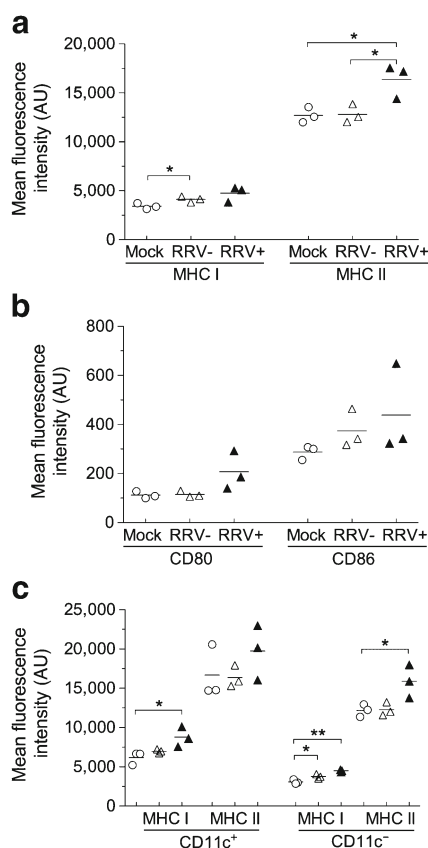 a
Mean fluorescence
intensity (AU)
20,000
15,000
10,000
5,000
0
*
*
*
Mock RRV- RRV+ Mock RRV- RRV+
MHC I MHC II
b
Mean fluorescence
intensity (AU)
800
600
400
200
0
Mock RRV- RRV+ Mock RRV- RRV+
CD80 CD86
c
Mean fluorescence
intensity (AU)
25,000
20,000
15,000
10,000
5,000
0
*
*
**
*
MHC I MHC II MHC I MHC II
CD11c⁺ CD11c⁻